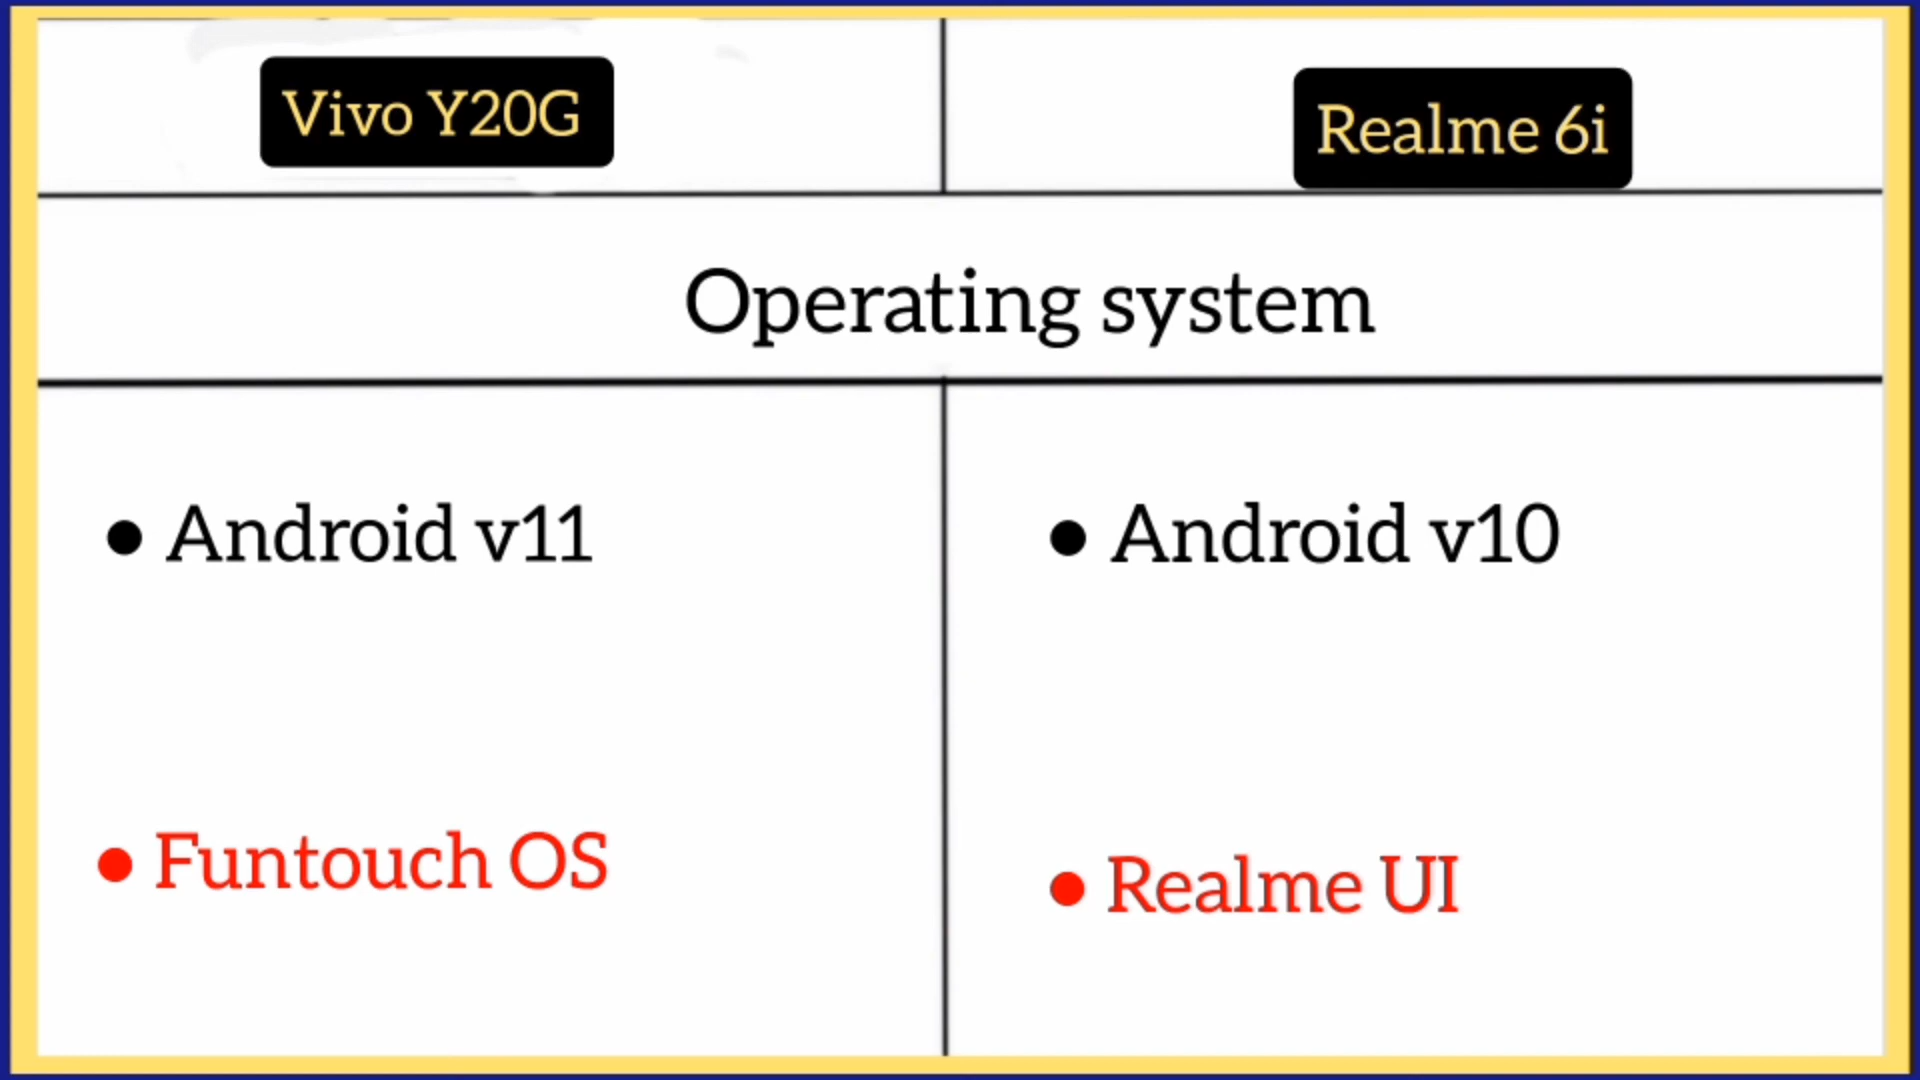 Vivo Y20G
Realme 6i
Operating system
• Android v11
• Android v10
• Funtouch OS
• Realme UI